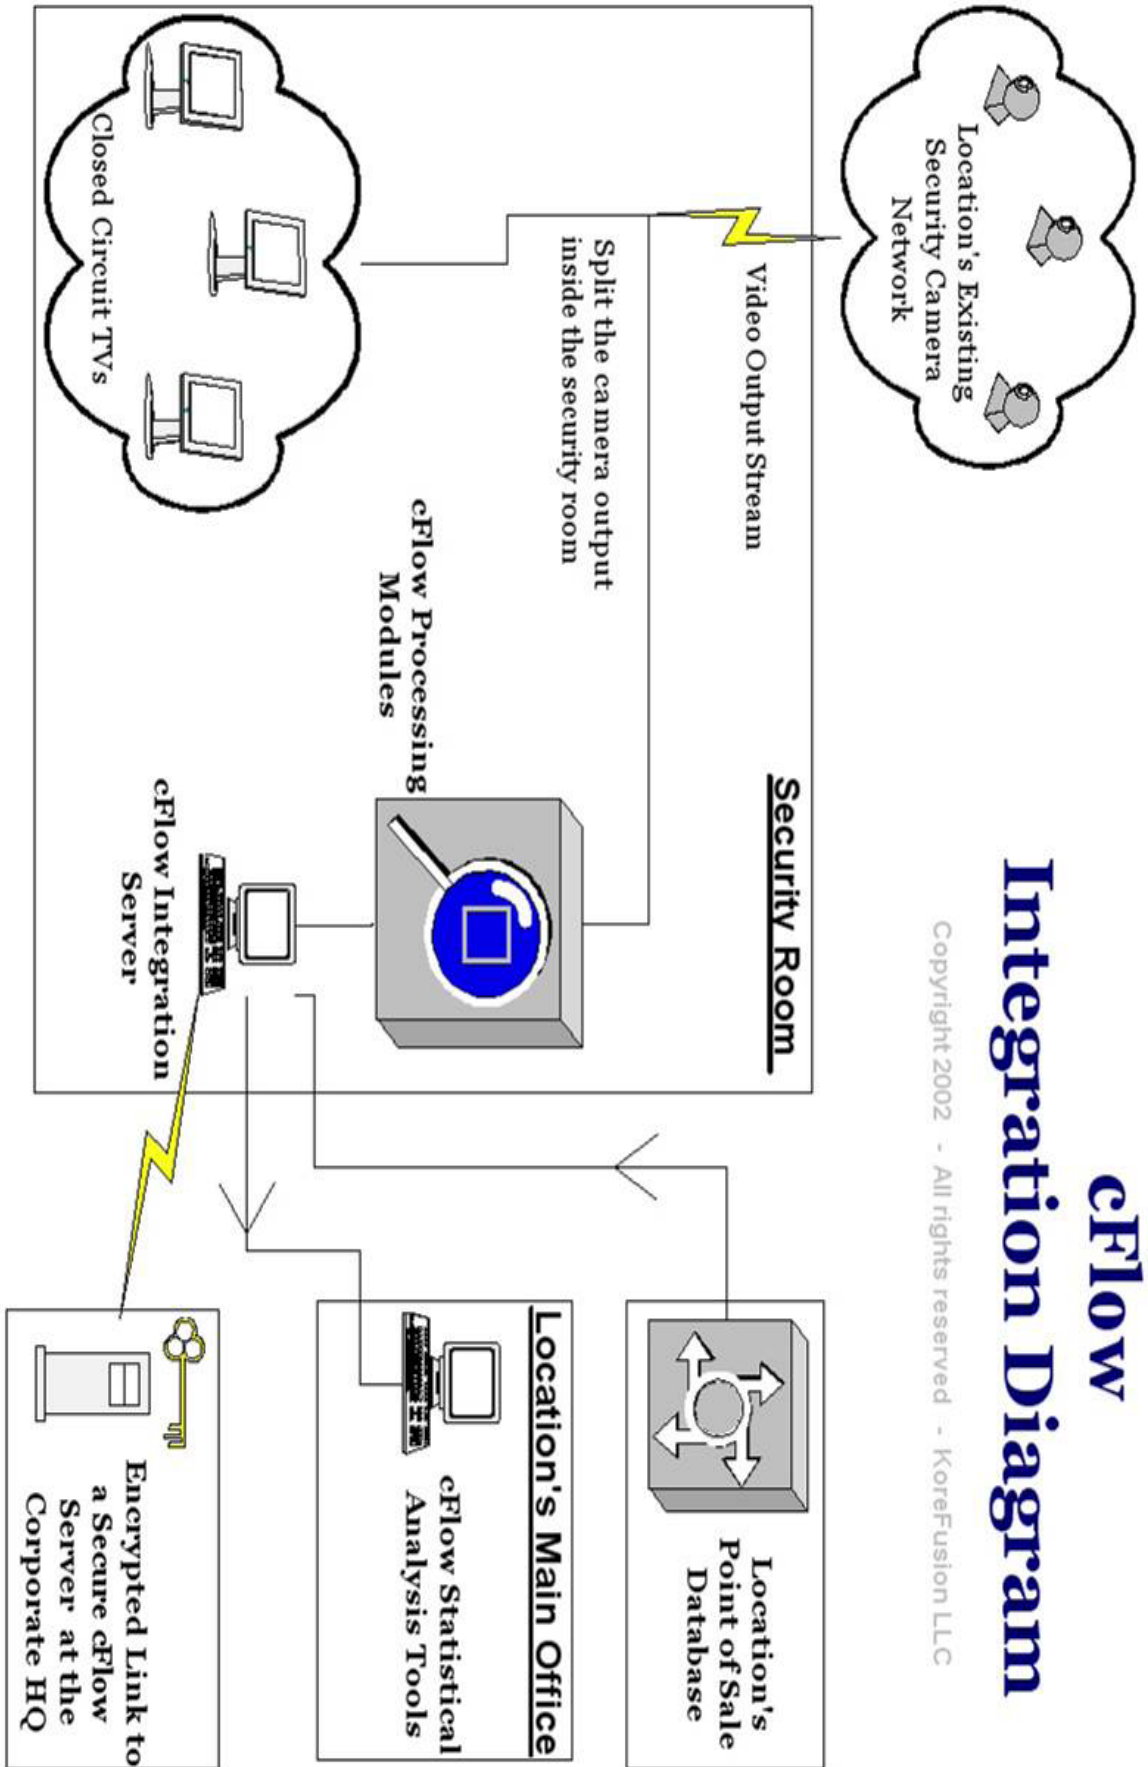 cFlow
Integration Diagram
Copyright 2002 - All rights reserved - KoreFusion LLC
Location's Existing
Security Camera
Network
Video Output Stream
Security Room
Split the camera output
inside the security room
cFlow Processing
Modules
Closed Circuit TVs
cFlow Integration
Server
Location's
Point of Sale
Database
Location's Main Office
cFlow Statistical
Analysis Tools
Encrypted Link to
a Secure cFlow
Server at the
Corporate HQ